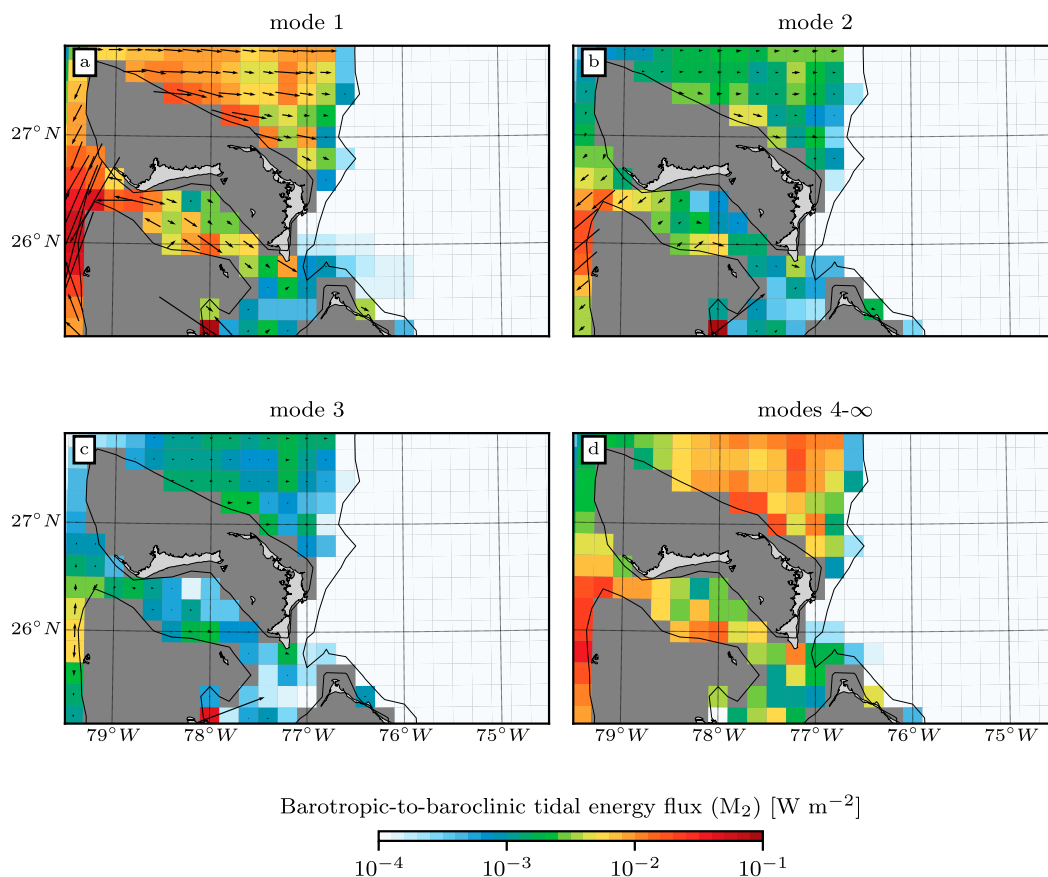 mode 1
mode 2
a
b
27°N
26°N
mode 3
modes 4-∞
c
d
27°N
26°N
79°W 78°W 77°W 76°W 75°W
79°W 78°W 77°W 76°W 75°W
Barotropic-to-baroclinic tidal energy flux (M₂) [W m⁻²]
10⁻⁴ 10⁻³ 10⁻² 10⁻¹